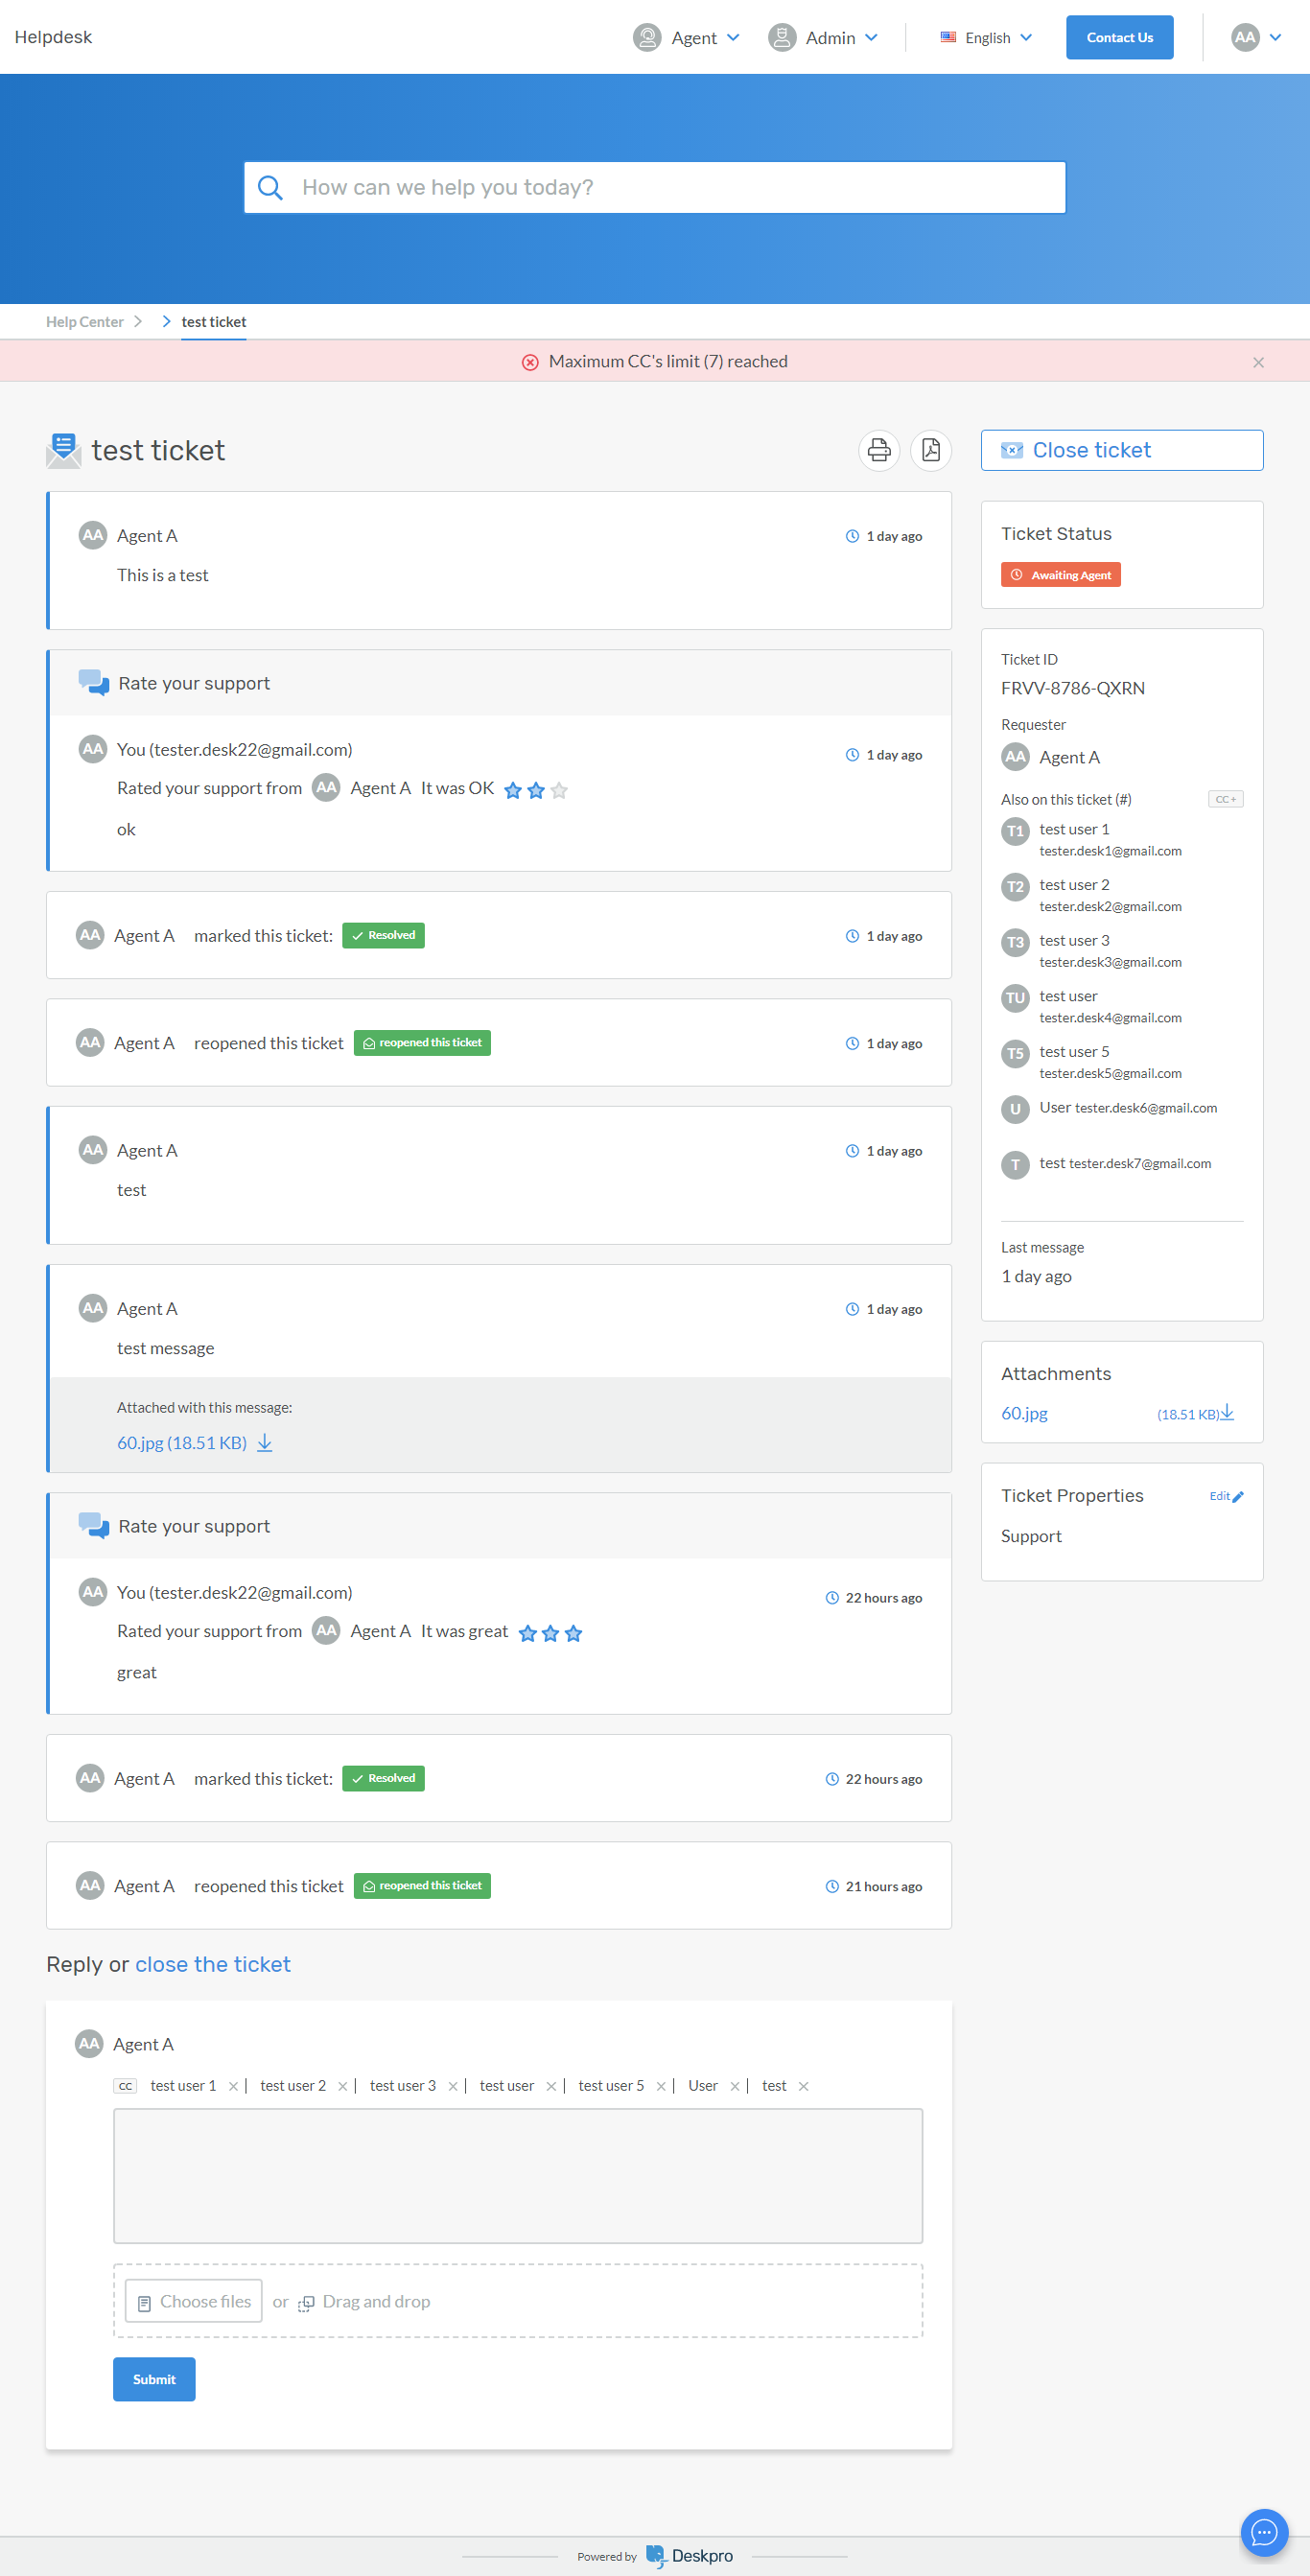 Helpdesk
Agent
Admin
English
Contact Us
AA
How can we help you today?
Help Center
test ticket
Maximum CC's limit (7) reached
test ticket
AA Agent A 1 day ago
This is a test
Rate your support
AA You (tester.desk22@gmail.com) 1 day ago
Rated your support from AA Agent A It was OK
ok
AA Agent A marked this ticket: Resolved 1 day ago
AA Agent A reopened this ticket reopened this ticket 1 day ago
AA Agent A 1 day ago
test
AA Agent A 1 day ago
test message
Attached with this message:
60.jpg (18.51 KB)
Rate your support
AA You (tester.desk22@gmail.com) 22 hours ago
Rated your support from AA Agent A It was great
great
AA Agent A marked this ticket: Resolved 22 hours ago
AA Agent A reopened this ticket reopened this ticket 21 hours ago
Reply or close the ticket
AA Agent A
CC test user 1 test user 2 test user 3 test user test user 5 User test
Choose files or Drag and drop
Submit
Close ticket
Ticket Status
Awaiting Agent
Ticket ID
FRVV-8786-QXRN
Requester
AA Agent A
Also on this ticket (#) CC +
T1 test user 1
tester.desk1@gmail.com
T2 test user 2
tester.desk2@gmail.com
T3 test user 3
tester.desk3@gmail.com
TU test user
tester.desk4@gmail.com
T5 test user 5
tester.desk5@gmail.com
U User tester.desk6@gmail.com
T test tester.desk7@gmail.com
Last message
1 day ago
Attachments
60.jpg (18.51 KB)
Ticket Properties Edit
Support
Powered by Deskpro